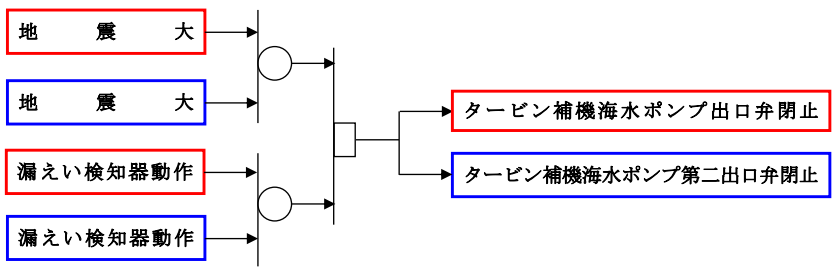 地震大
地震大
漏えい検知器動作
漏えい検知器動作
タービン補機海水ポンプ出口弁閉止
タービン補機海水ポンプ第二出口弁閉止